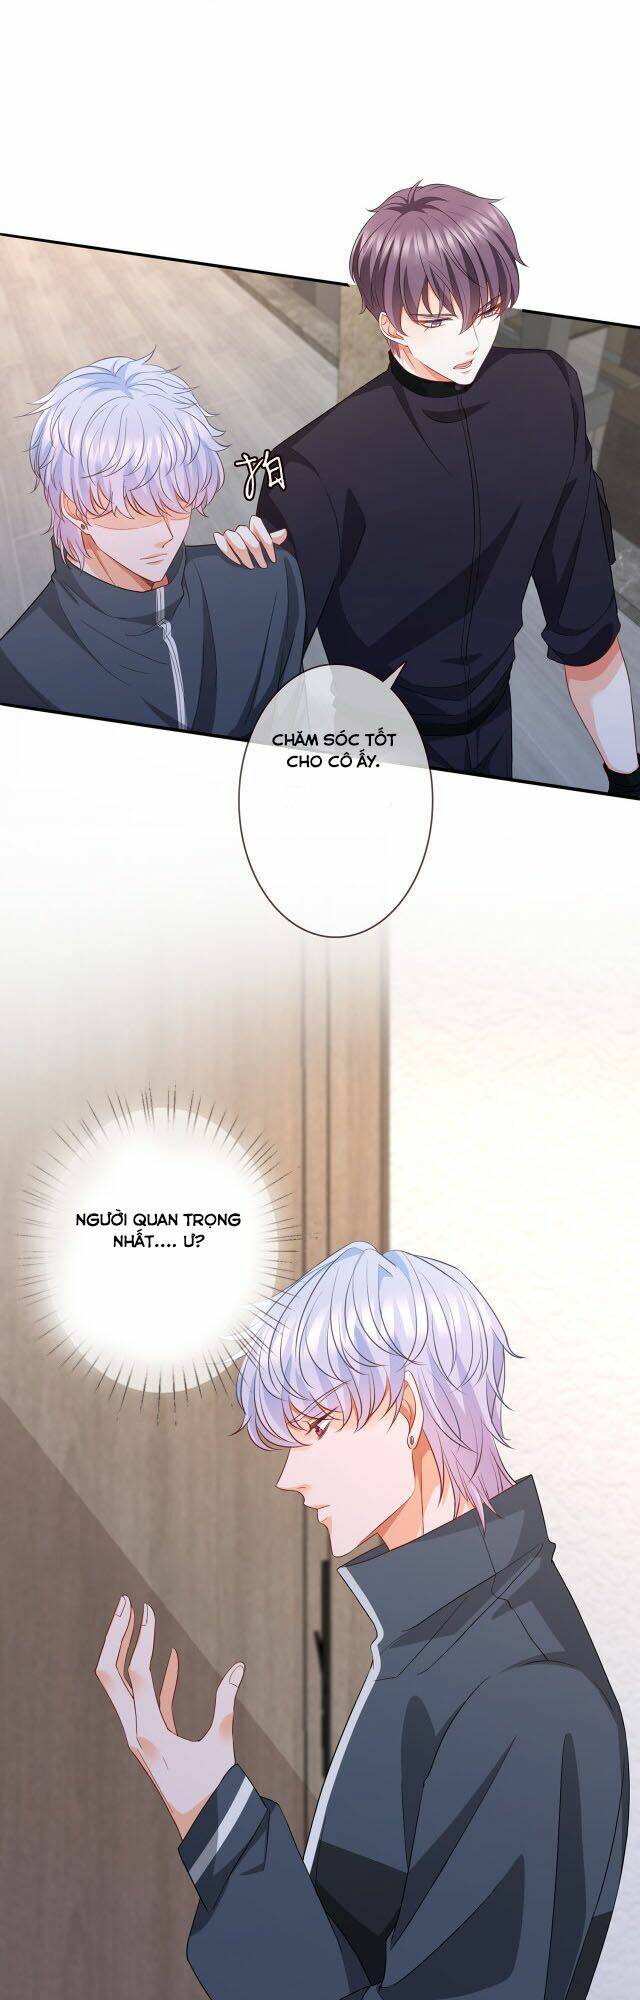 拍
CHĂM SÓC TỐT
CHO CÔ ẤY.
NGƯỜI QUAN TRỌNG
NHẤT.... Ư?